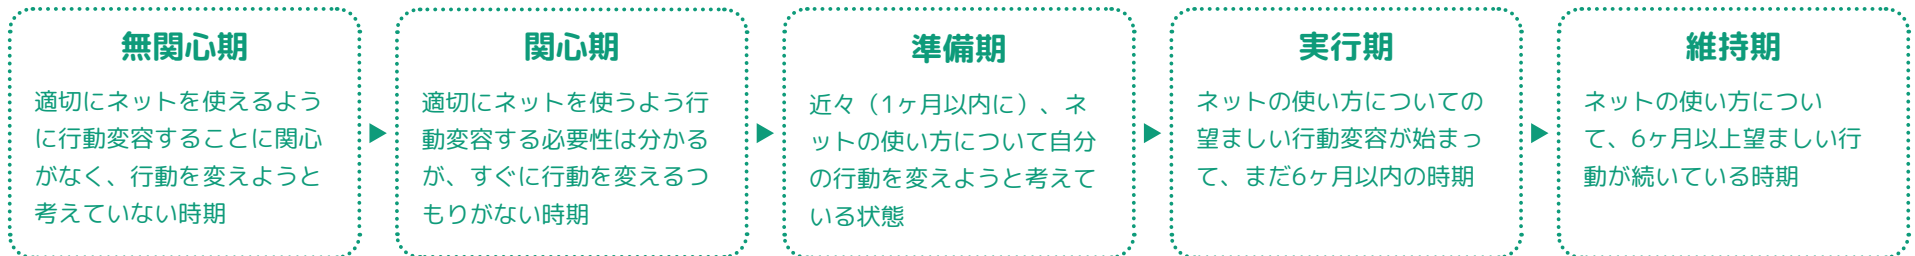 無関心期
適切にネットを使えるよう
に行動変容することに関心
がなく、行動を変えようと
考えていない時期
関心期
適切にネットを使うよう行
動変容する必要性は分かる
が、すぐに行動を変えるつ
もりがない時期
準備期
近々（1ヶ月以内に）、ネ
ットの使い方について自分
の行動を変えようと考えて
いる状態
実行期
ネットの使い方についての
望ましい行動変容が始まっ
て、まだ6ヶ月以内の時期
維持期
ネットの使い方につい
て、6ヶ月以上望ましい行
動が続いている時期